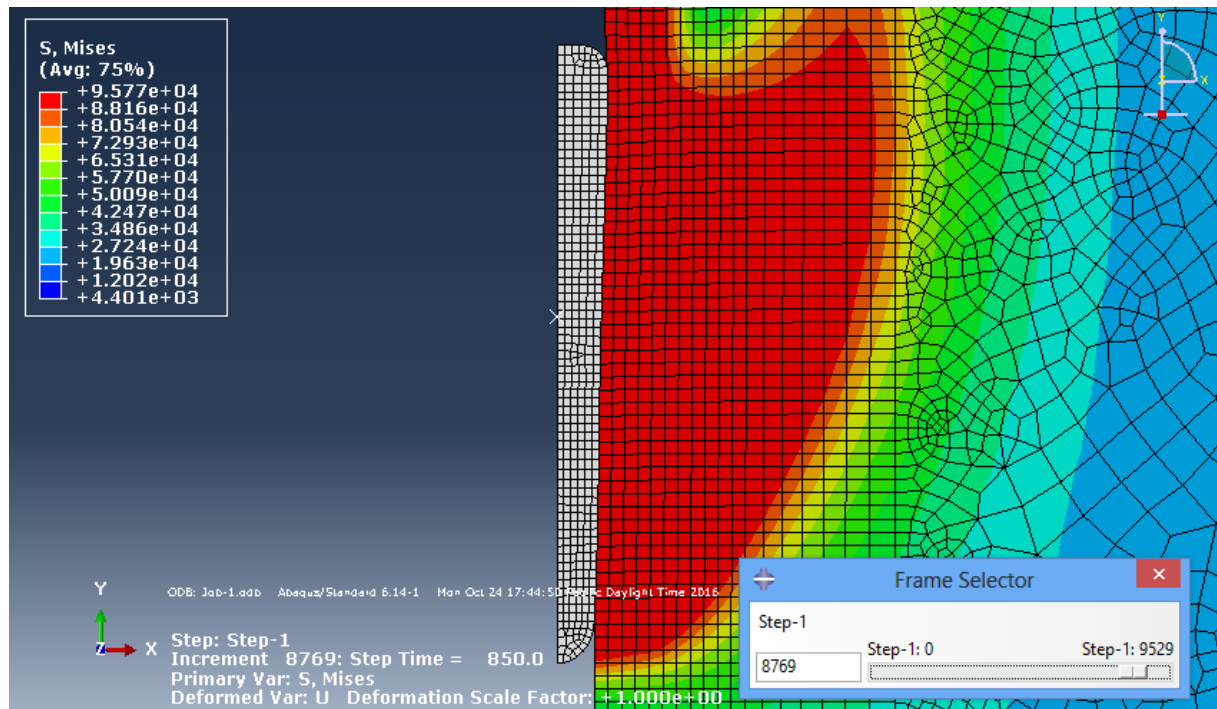 S, Mises
(Avg: 75%)
+9.577e+04
+8.816e+04
+8.054e+04
+7.293e+04
+6.531e+04
+5.770e+04
+5.009e+04
+4.247e+04
+3.486e+04
+2.724e+04
+1.963e+04
+1.202e+04
+4.401e+03
Y
X
Z
Y
X
Z
ODB: Job-1.odb Abaqus/Standard 6.14-1 Mon Oct 24 17:44:50 Daylight Time 2016
Step: Step-1
Increment 8769: Step Time = 850.0
Primary Var: S, Mises
Deformed Var: U Deformation Scale Factor: +1.000e+00
Frame Selector
Step-1
8769
Step-1: 0
Step-1: 9529